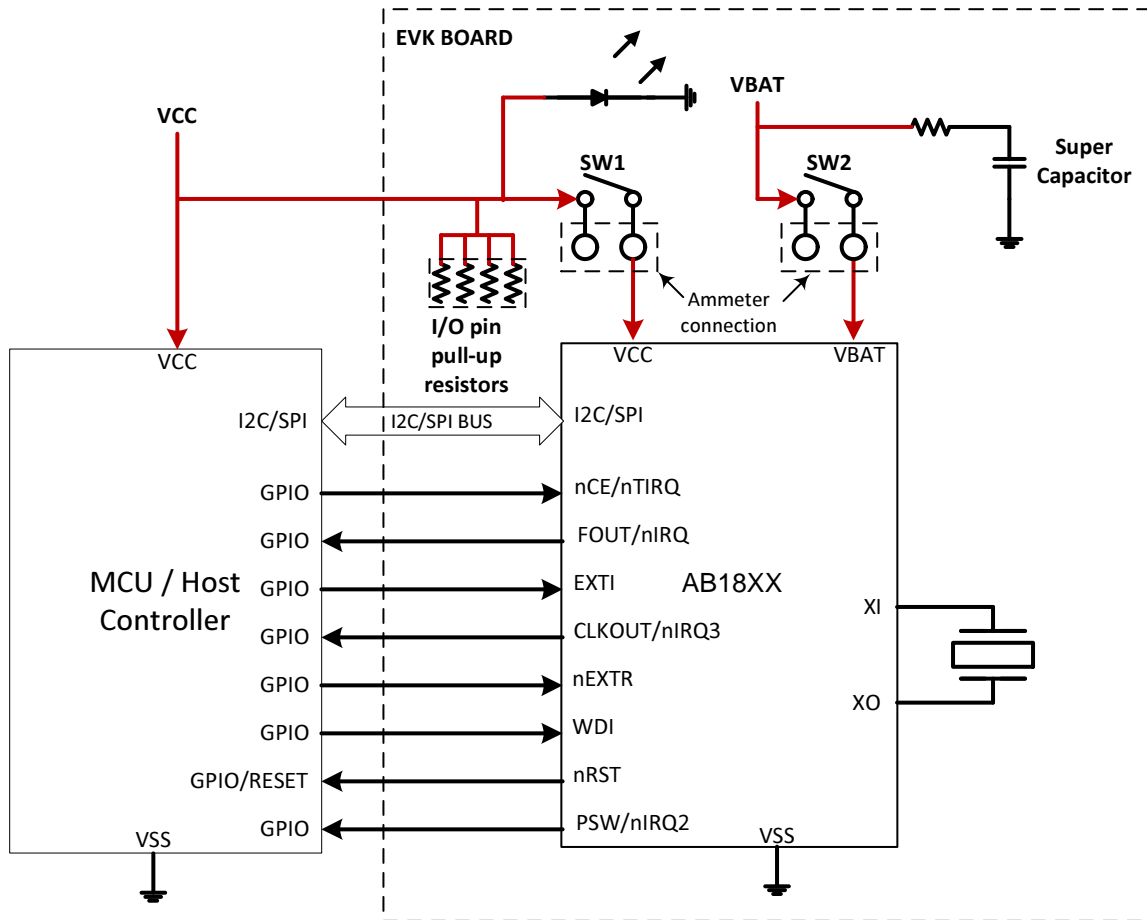 EVK BOARD
VCC
VBAT
SW1
SW2
Super
Capacitor
Ammeter
connection
I/O pin
pull-up
resistors
VCC
VCC
VBAT
I2C/SPI
I2C/SPI BUS
I2C/SPI
GPIO
nCE/nTIRQ
GPIO
FOUT/nIRQ
MCU / Host
Controller
GPIO
EXTI
AB18XX
GPIO
CLKOUT/nIRQ3
XI
GPIO
nEXTR
XO
GPIO
WDI
GPIO/RESET
nRST
GPIO
PSW/nIRQ2
VSS
VSS